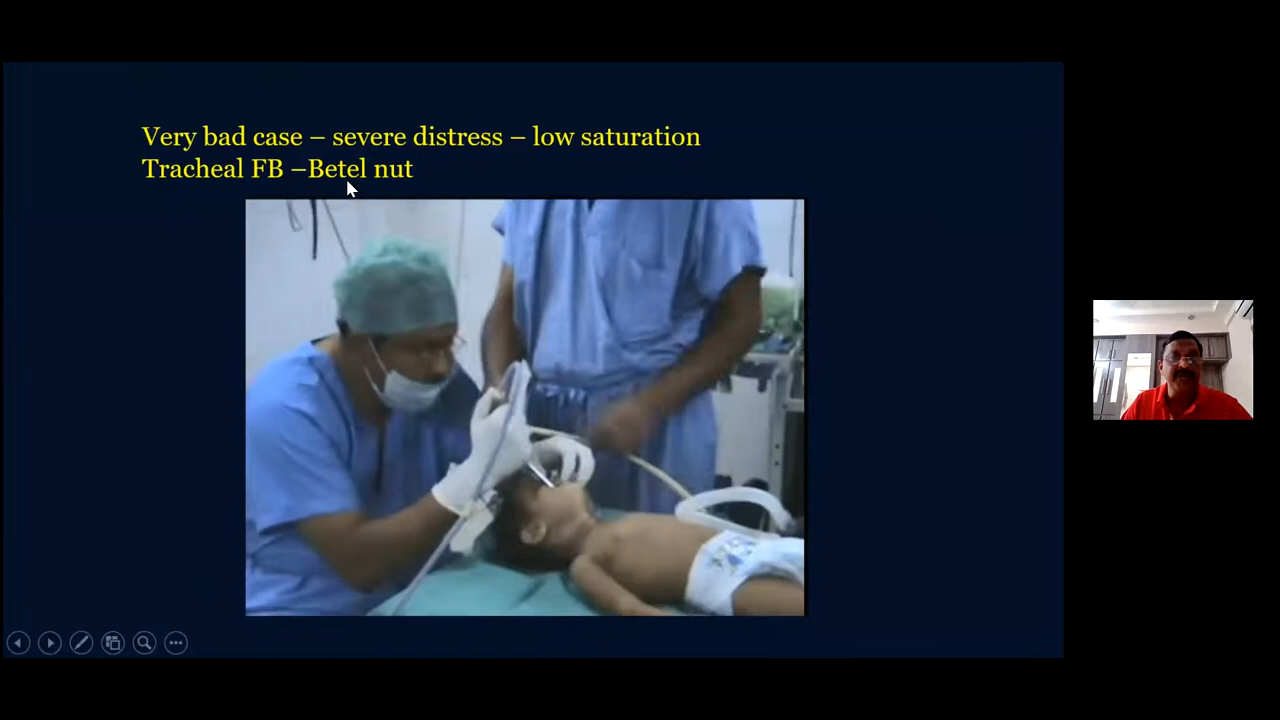 Very bad case – severe distress – low saturation
Tracheal FB –Betel nut